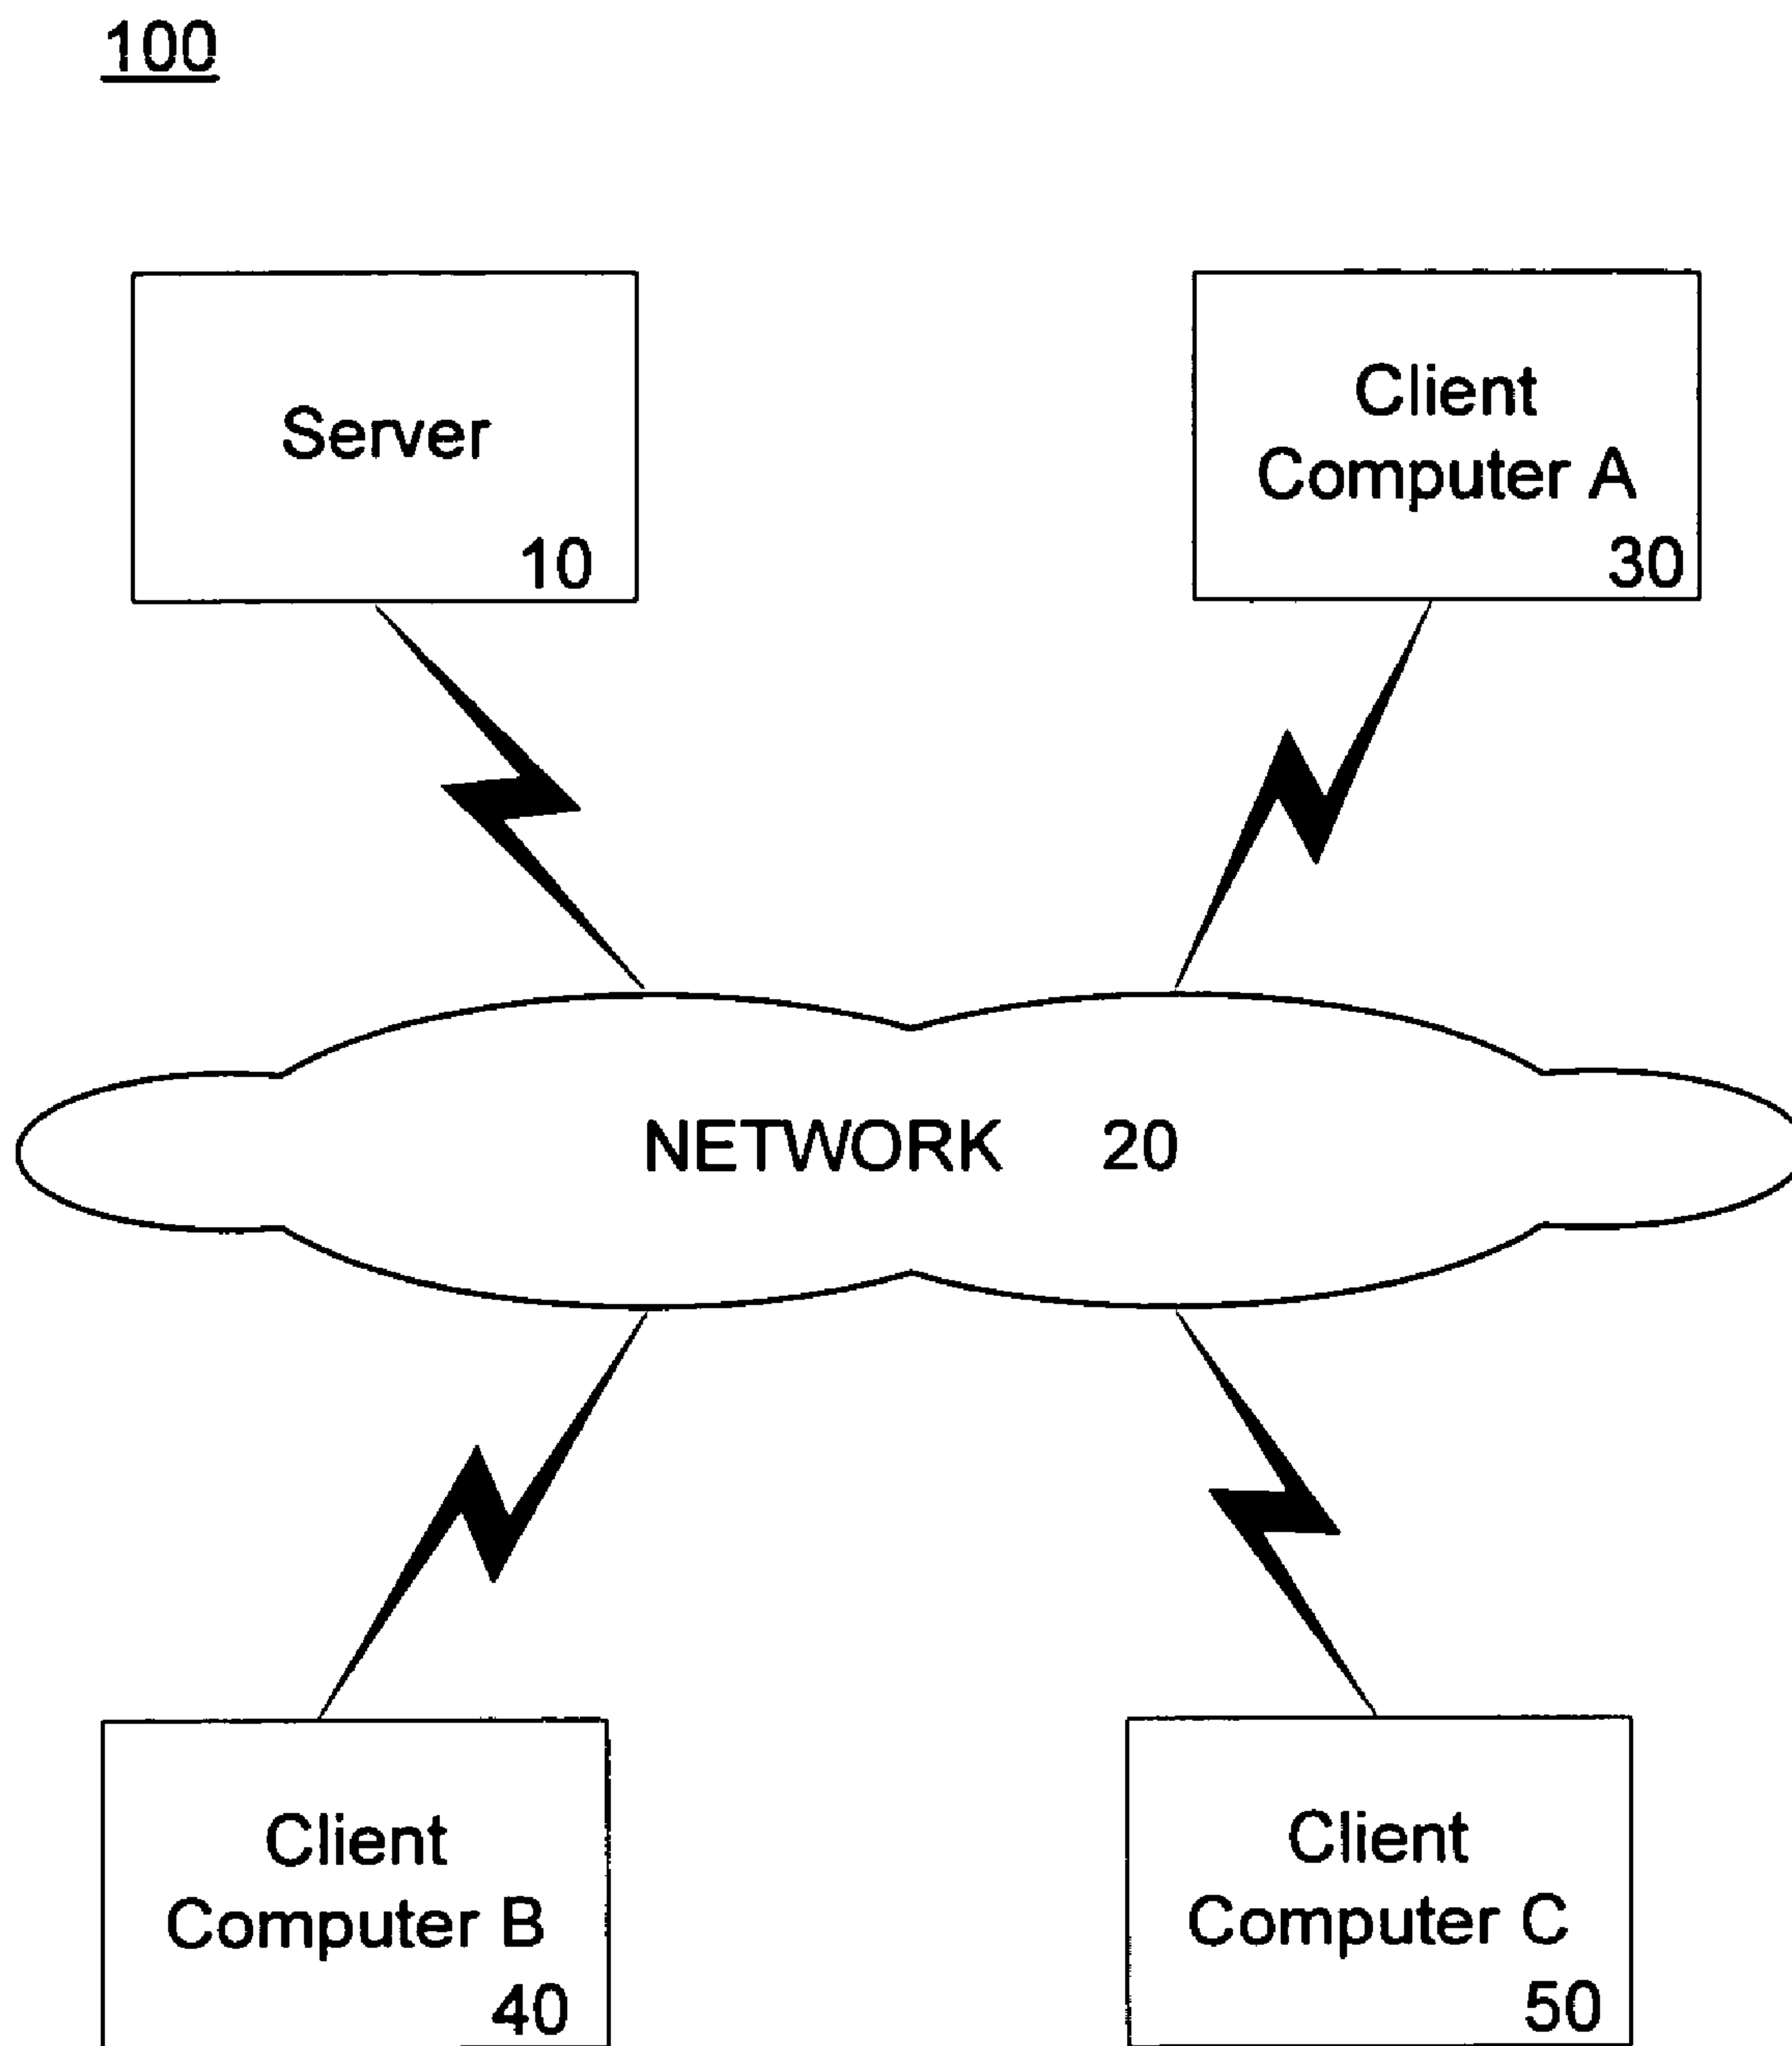 100
Server
10
Client
Computer A
30
NETWORK 20
Client
Computer B
40
Client
Computer C
50